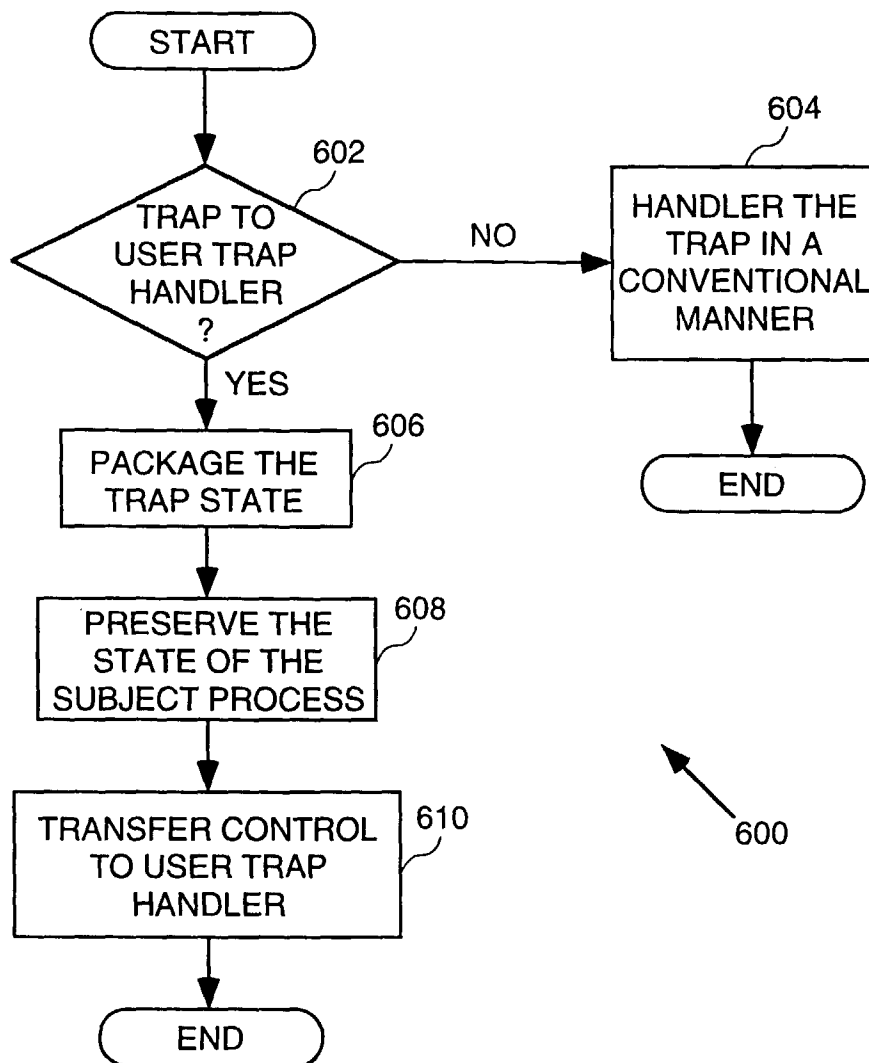 START
602
TRAP TO
USER TRAP
HANDLER
?
NO
604
HANDLER THE
TRAP IN A
CONVENTIONAL
MANNER
END
YES
606
PACKAGE THE
TRAP STATE
608
PRESERVE THE
STATE OF THE
SUBJECT PROCESS
610
TRANSFER CONTROL
TO USER TRAP
HANDLER
END
600